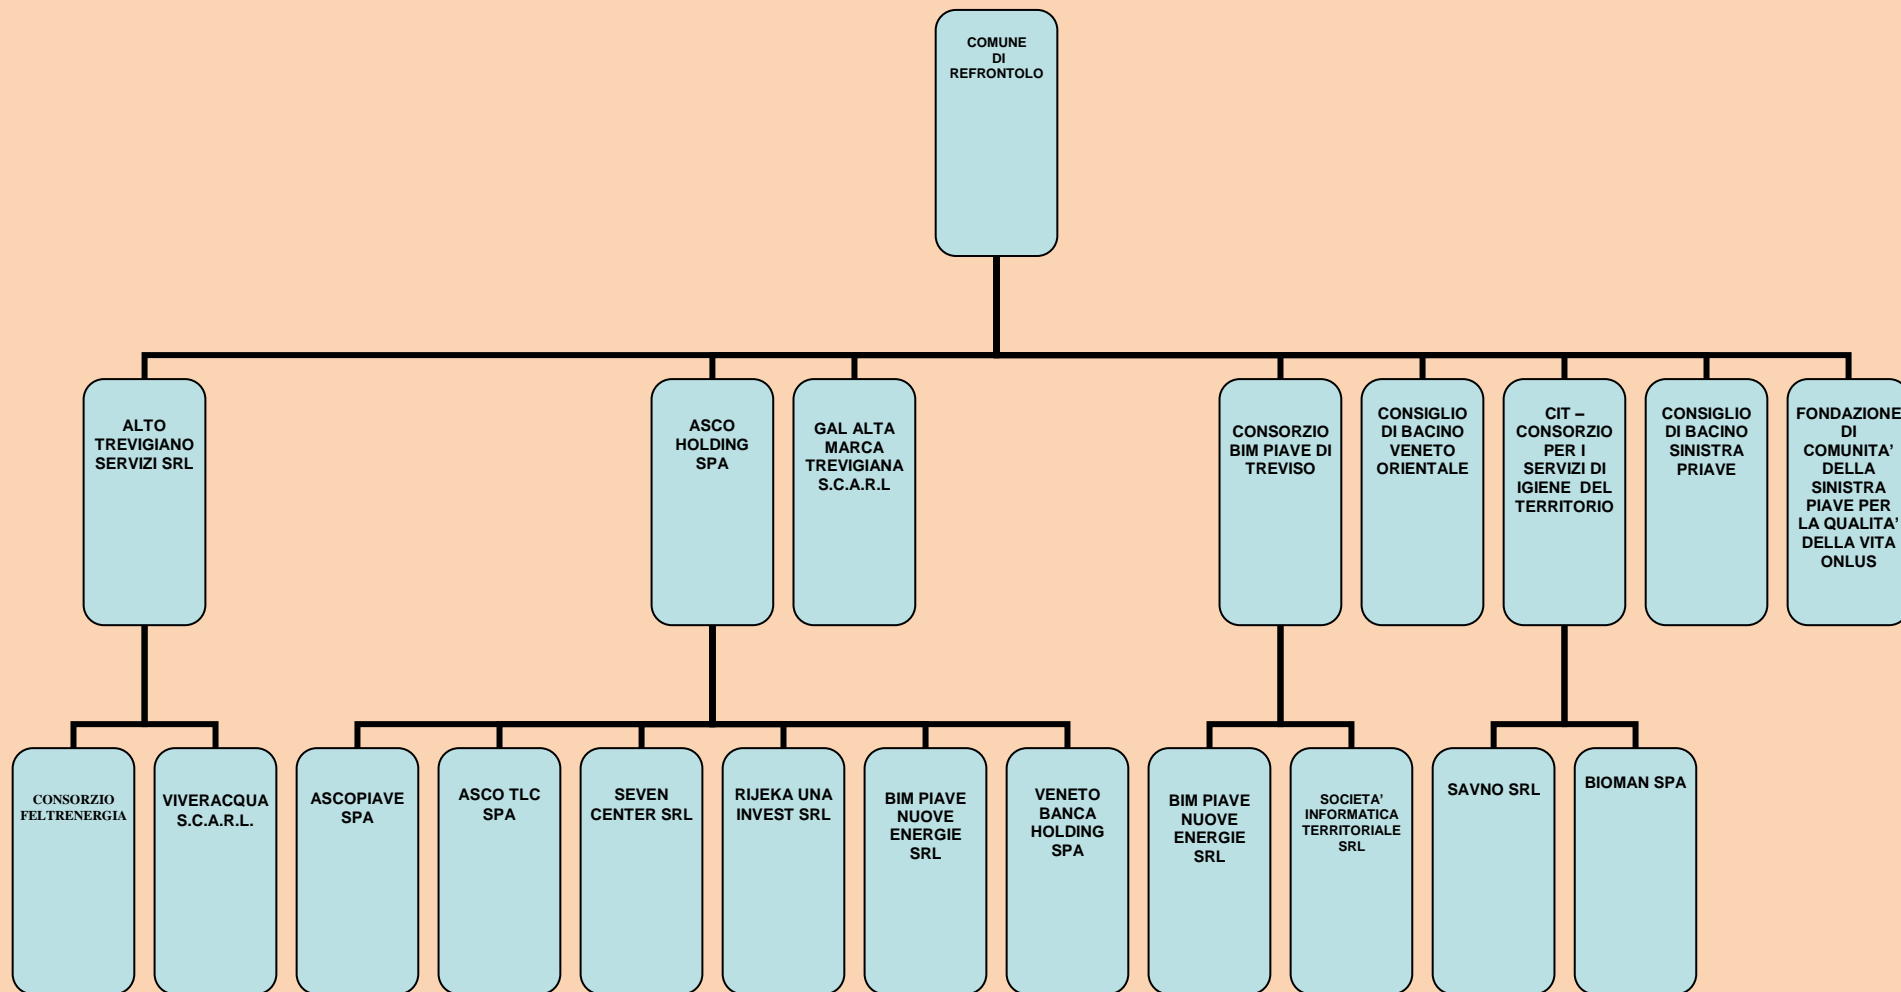 COMUNE
DI
REFRONTOLO
ALTO
TREVIGIANO
SERVIZI SRL
ASCO
HOLDING
SPA
GAL ALTA
MARCA
TREVIGIANA
S.C.A.R.L
CONSORZIO
BIM PIAVE DI
TREVISO
CONSIGLIO
DI BACINO
VENETO
ORIENTALE
CIT –
CONSORZIO
PER I
SERVIZI DI
IGIENE  DEL
TERRITORIO
CONSIGLIO
DI BACINO
SINISTRA
PRIAVE
FONDAZIONE
DI
COMUNITA’
DELLA
SINISTRA
PIAVE PER
LA QUALITA’
DELLA VITA
ONLUS
CONSORZIO
FELTRENERGIA
VIVERACQUA
S.C.A.R.L.
ASCOPIAVE
SPA
ASCO TLC
SPA
SEVEN
CENTER SRL
RIJEKA UNA
INVEST SRL
BIM PIAVE
NUOVE
ENERGIE
SRL
VENETO
BANCA
HOLDING
SPA
BIM PIAVE
NUOVE
ENERGIE
SRL
SOCIETA’
INFORMATICA
TERRITORIALE
SRL
SAVNO SRL
BIOMAN SPA